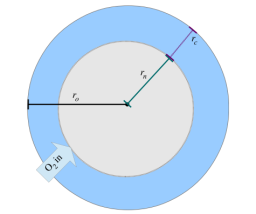 r_c
r_n
r_o
O₂ in